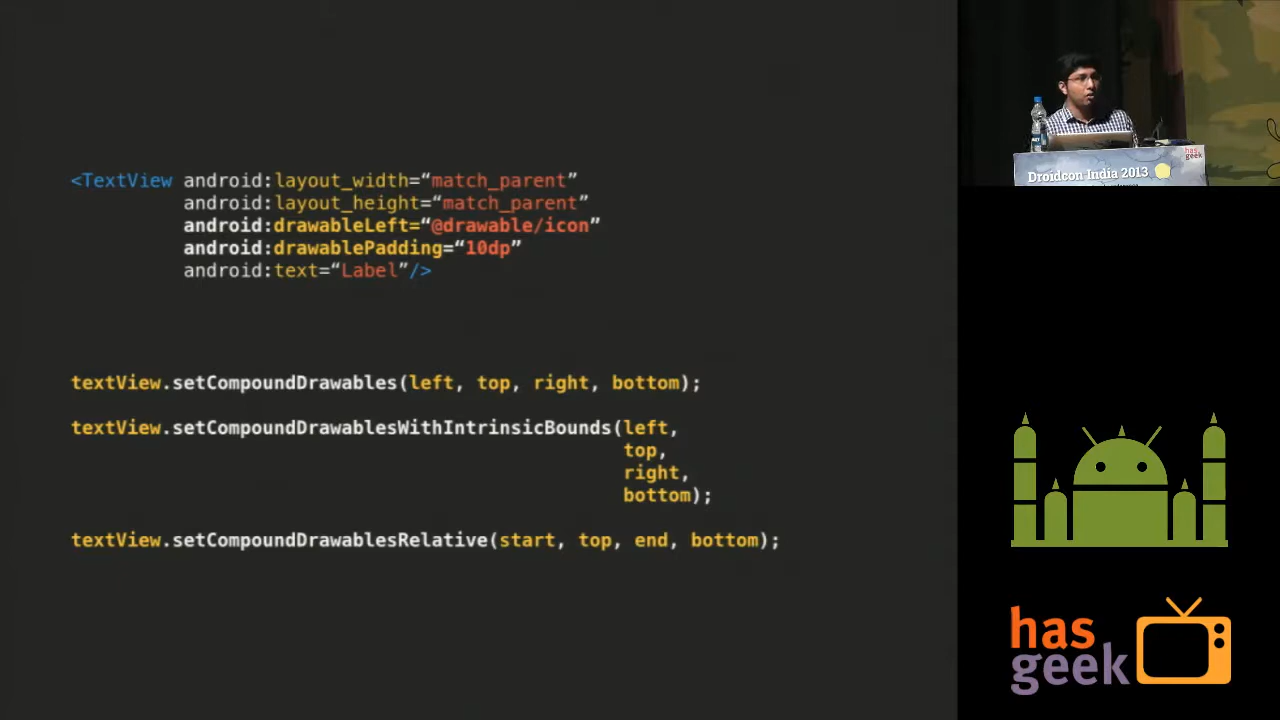 <TextView android:layout_width=“match_parent”
android:layout_height=“match_parent”
android:drawableLeft=“@drawable/icon”
android:drawablePadding=“10dp”
android:text=“Label”/>
textView.setCompoundDrawables(left, top, right, bottom);
textView.setCompoundDrawablesWithIntrinsicBounds(left,
top,
right,
bottom);
textView.setCompoundDrawablesRelative(start, top, end, bottom);
has
geek
Droidcon India 2013
has
geek